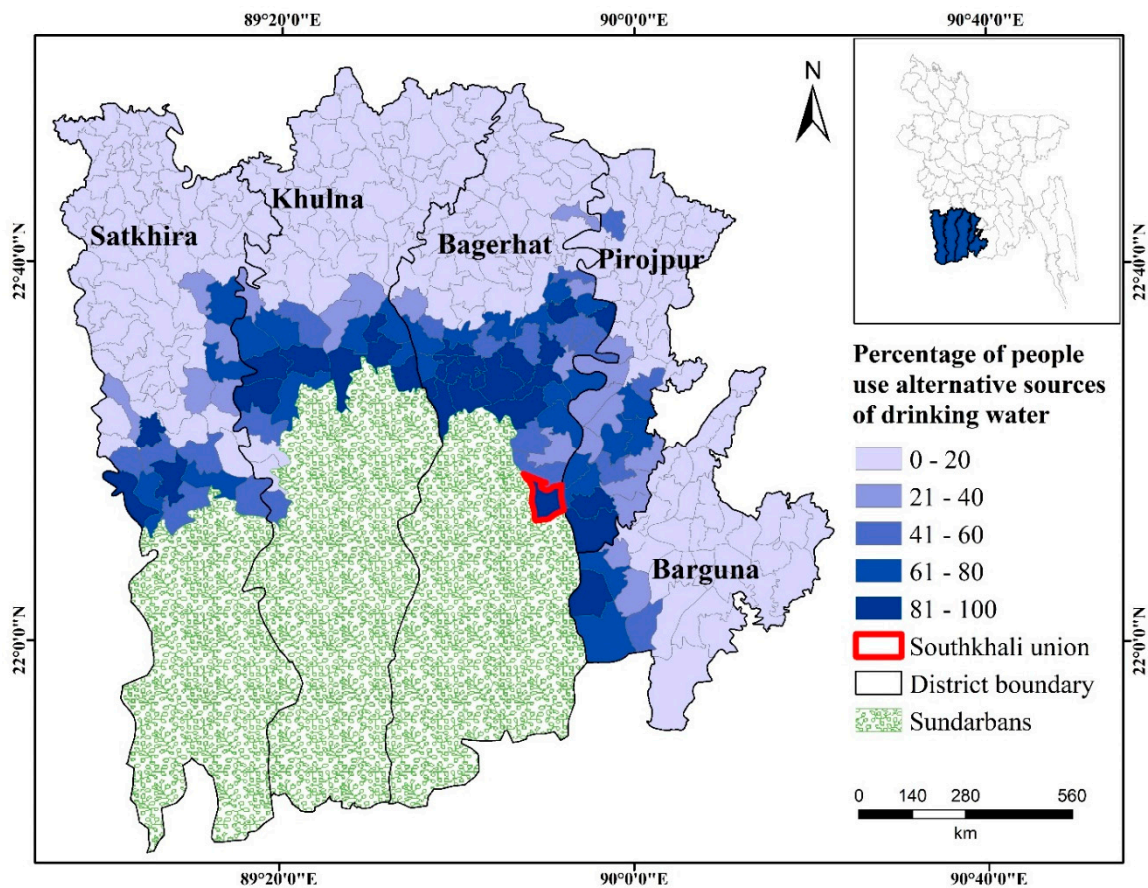 89°20'0"E
90°0'0"E
90°40'0"E
N
Khulna
Satkhira
Bagerhat
Pirojpur
22°40'0"N
22°40'0"N
Percentage of people
use alternative sources
of drinking water
0 - 20
21 - 40
41 - 60
61 - 80
81 - 100
Barguna
22°0'0"N
22°0'0"N
Southkhali union
District boundary
Sundarbans
0 140 280 560
km
89°20'0"E
90°0'0"E
90°40'0"E